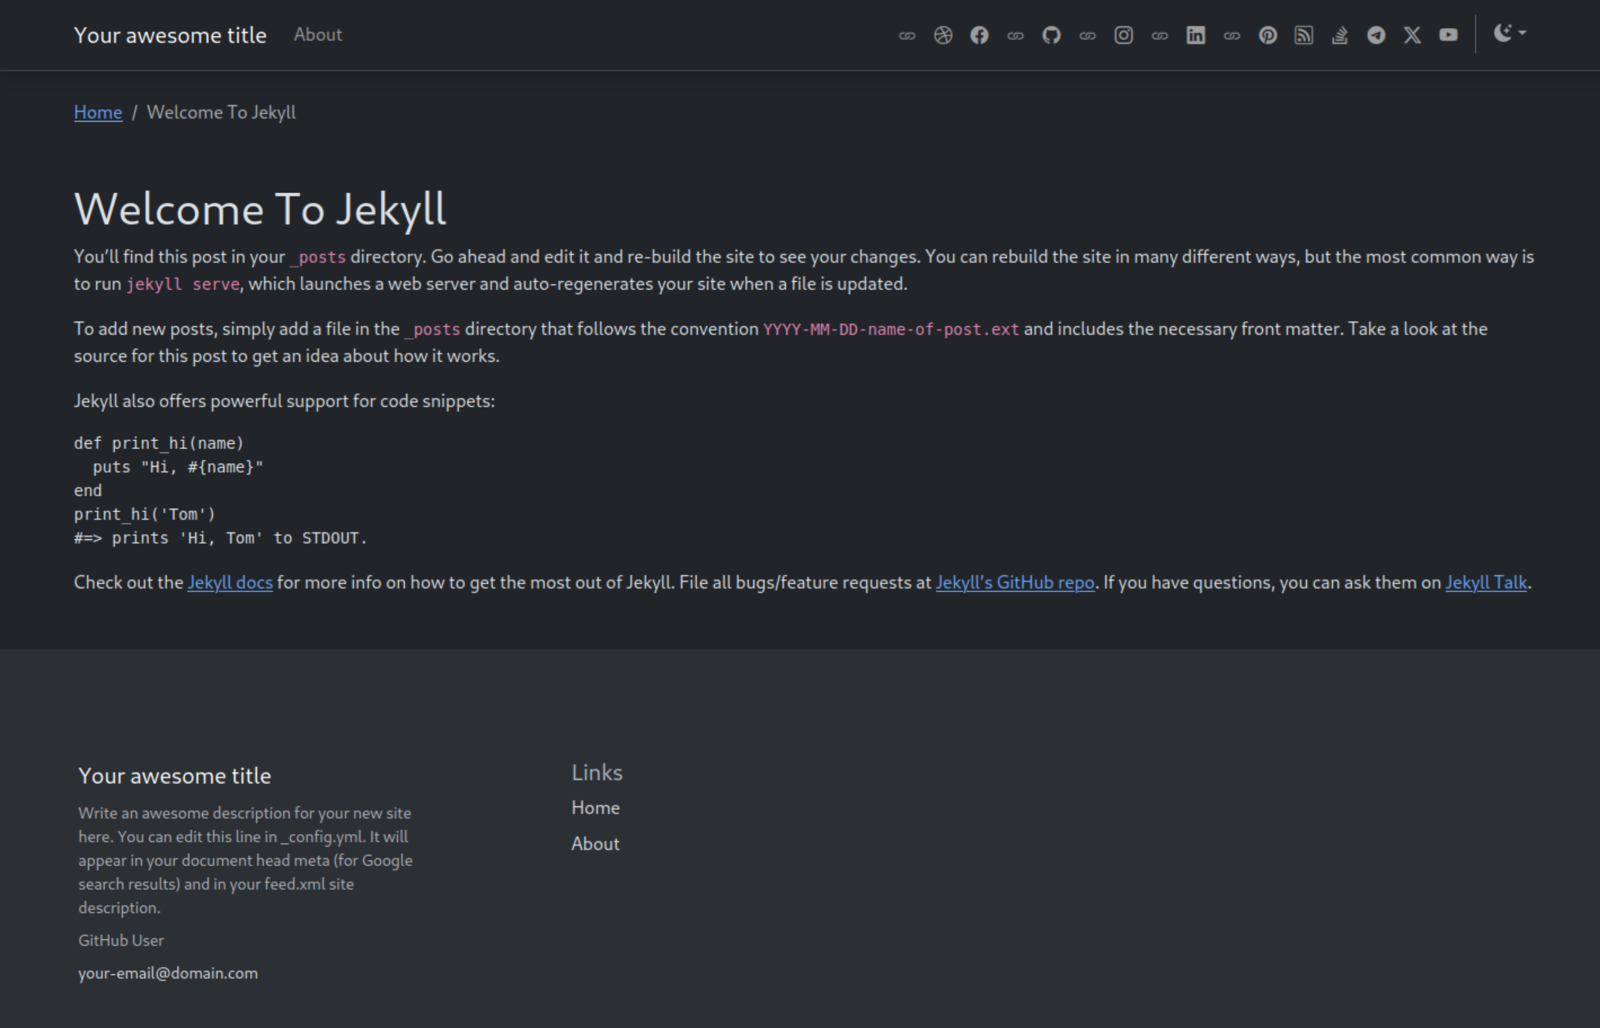 Your awesome title About
Home / Welcome To Jekyll
Welcome To Jekyll
You’ll find this post in your _posts directory. Go ahead and edit it and re-build the site to see your changes. You can rebuild the site in many different ways, but the most common way is
to run jekyll serve, which launches a web server and auto-regenerates your site when a file is updated.
To add new posts, simply add a file in the _posts directory that follows the convention YYYY-MM-DD-name-of-post.ext and includes the necessary front matter. Take a look at the
source for this post to get an idea about how it works.
Jekyll also offers powerful support for code snippets:
def print_hi(name)
  puts "Hi, #{name}"
end
print_hi('Tom')
#=> prints 'Hi, Tom' to STDOUT.
Check out the Jekyll docs for more info on how to get the most out of Jekyll. File all bugs/feature requests at Jekyll’s GitHub repo. If you have questions, you can ask them on Jekyll Talk.
Your awesome title
Write an awesome description for your new site
here. You can edit this line in _config.yml. It will
appear in your document head meta (for Google
search results) and in your feed.xml site
description.
GitHub User
your-email@domain.com
Links
Home
About